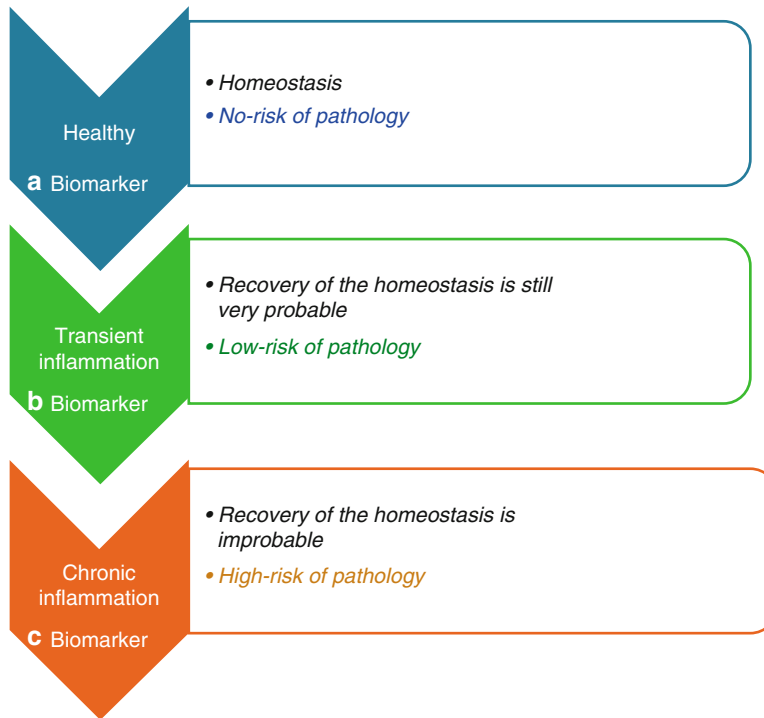 Healthy
a Biomarker
• Homeostasis
• No-risk of pathology
Transient
inflammation
b Biomarker
• Recovery of the homeostasis is still
very probable
• Low-risk of pathology
Chronic
inflammation
c Biomarker
• Recovery of the homeostasis is
improbable
• High-risk of pathology